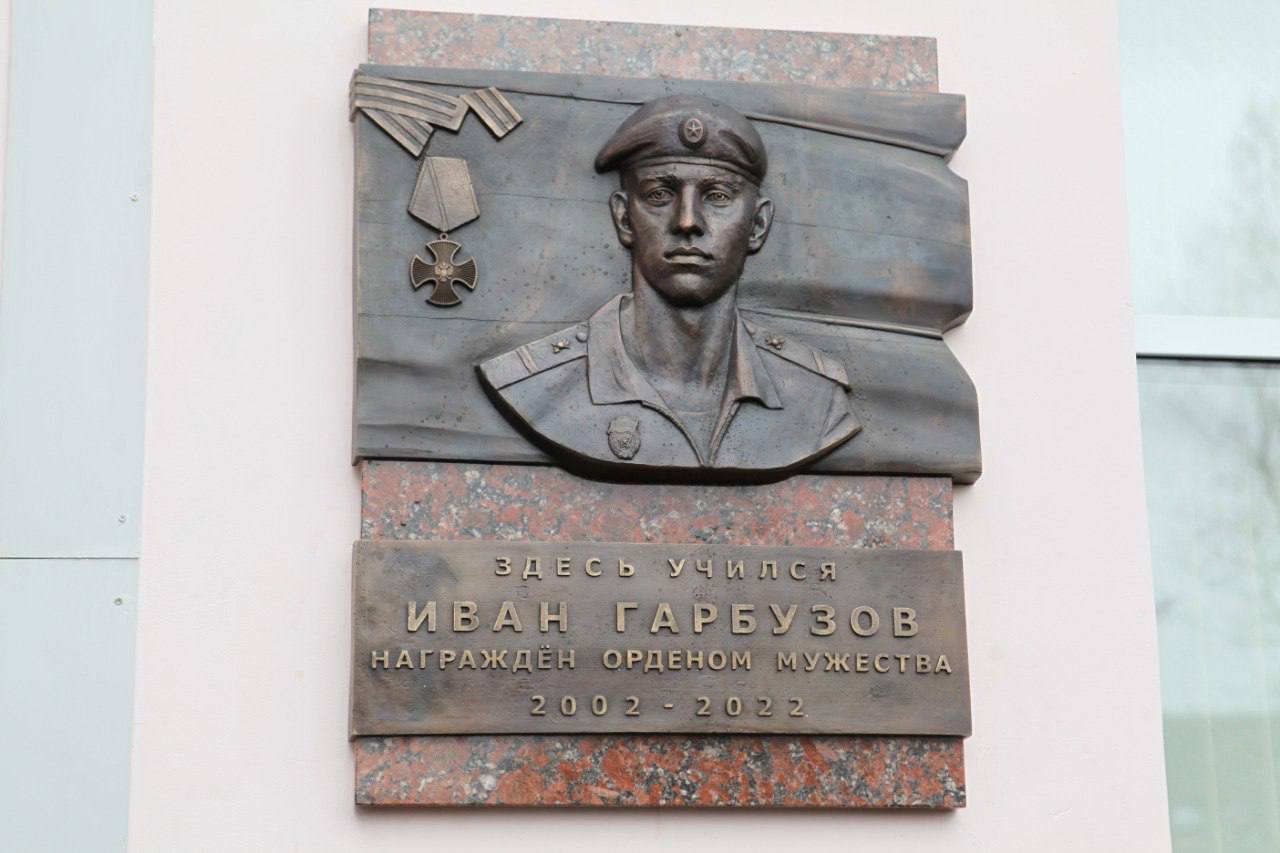 ЗДЕСЬ УЧИЛСЯ
ИВАН ГАРБУЗОВ
НАГРАЖДЁН ОРДЕНОМ МУЖЕСТВА
2002 - 2022